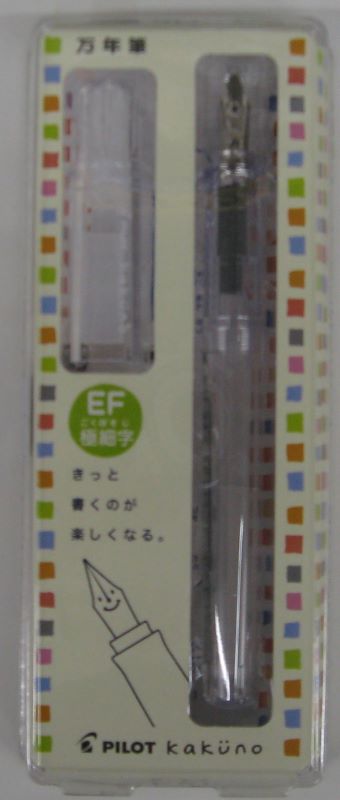 万年筆
EF
ごくぼそじ
極細字
きっと
書くのが
楽しくなる。
PILOT kaküno